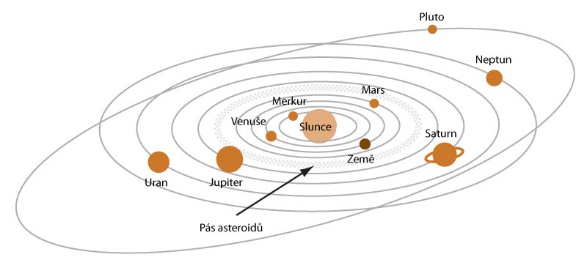 Pluto
Neptun
Mars
Merkur
Venuše
Slunce
Saturn
Země
Uran
Jupiter
Pás asteroidů